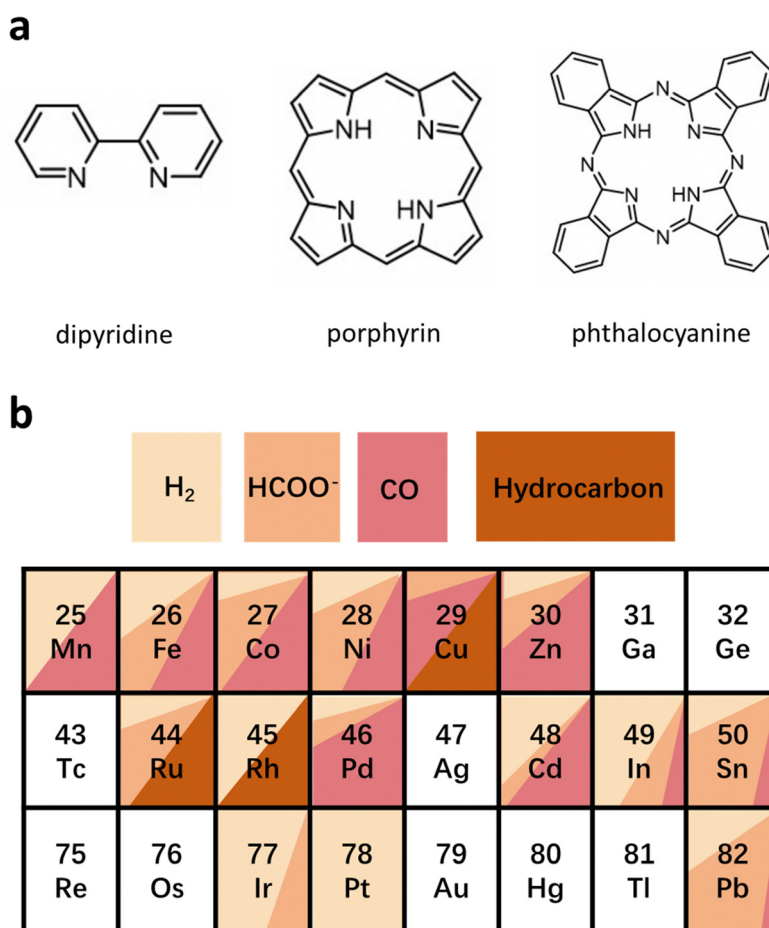 a
NH
N
N
N
N
HN
N
NH
N
N
N
N
HN
N
N
dipyridine
porphyrin
phthalocyanine
b
H₂
HCOO⁻
CO
Hydrocarbon
25 26 27 28 29 30 31 32
Mn Fe Co Ni Cu Zn Ga Ge
43 44 45 46 47 48 49 50
Tc Ru Rh Pd Ag Cd In Sn
75 76 77 78 79 80 81 82
Re Os Ir Pt Au Hg Tl Pb